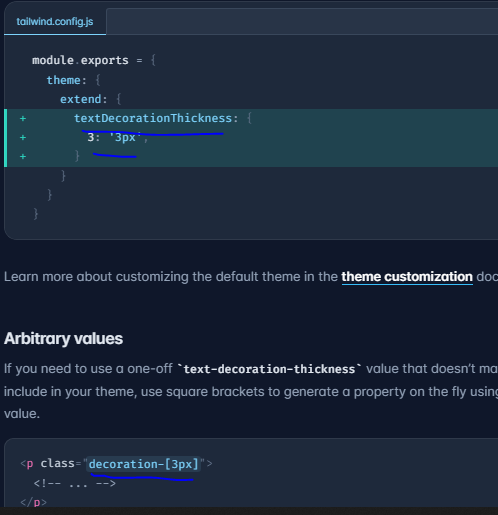 tailwind.config.js
module.exports = {
theme: {
extend: {
+ textDecorationThickness: {
+ 3: '3px',
+ }
}
}
}
Learn more about customizing the default theme in the theme customization doc
Arbitrary values
If you need to use a one-off `text-decoration-thickness` value that doesn’t ma
include in your theme, use square brackets to generate a property on the fly using
value.
<p class="decoration-[3px]">
<!-- ... -->
</p>